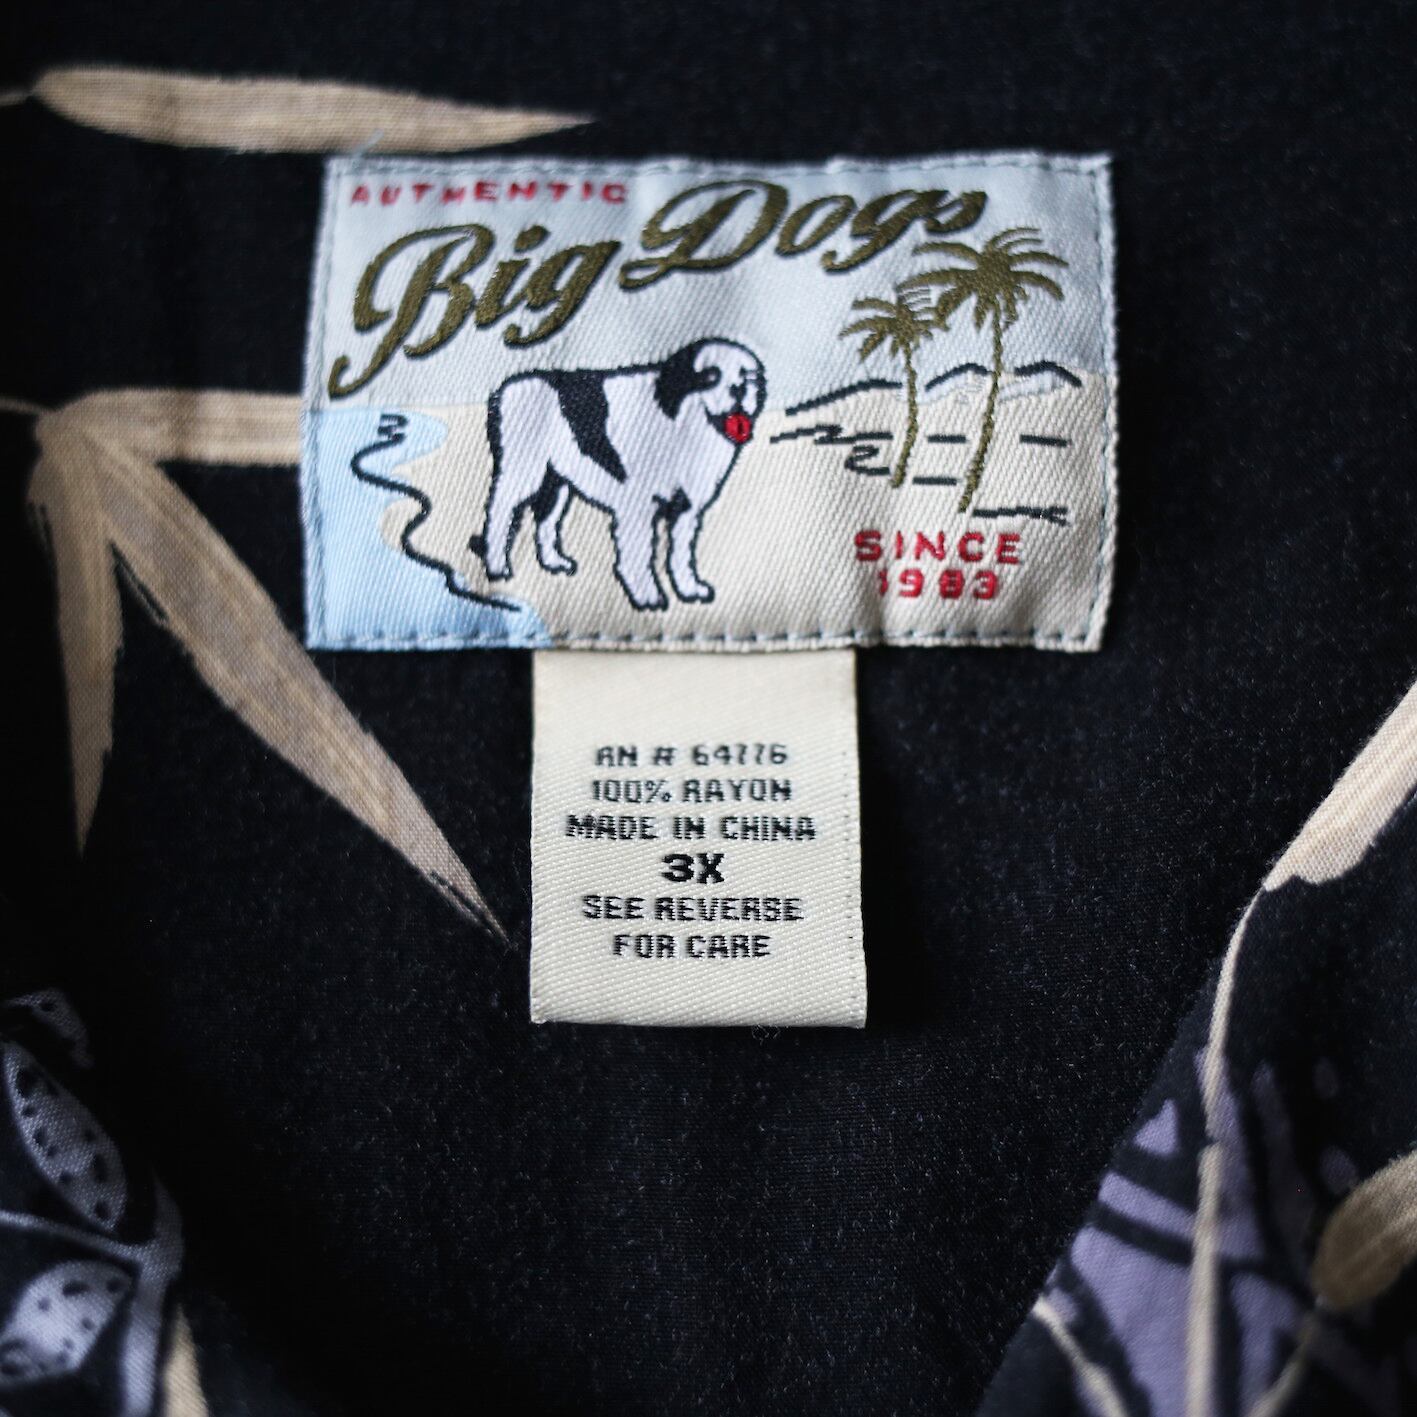 AUTHENTIC
Big Dogs
SINCE
1983
RN # 64776
100% RAYON
MADE IN CHINA
3X
SEE REVERSE
FOR CARE